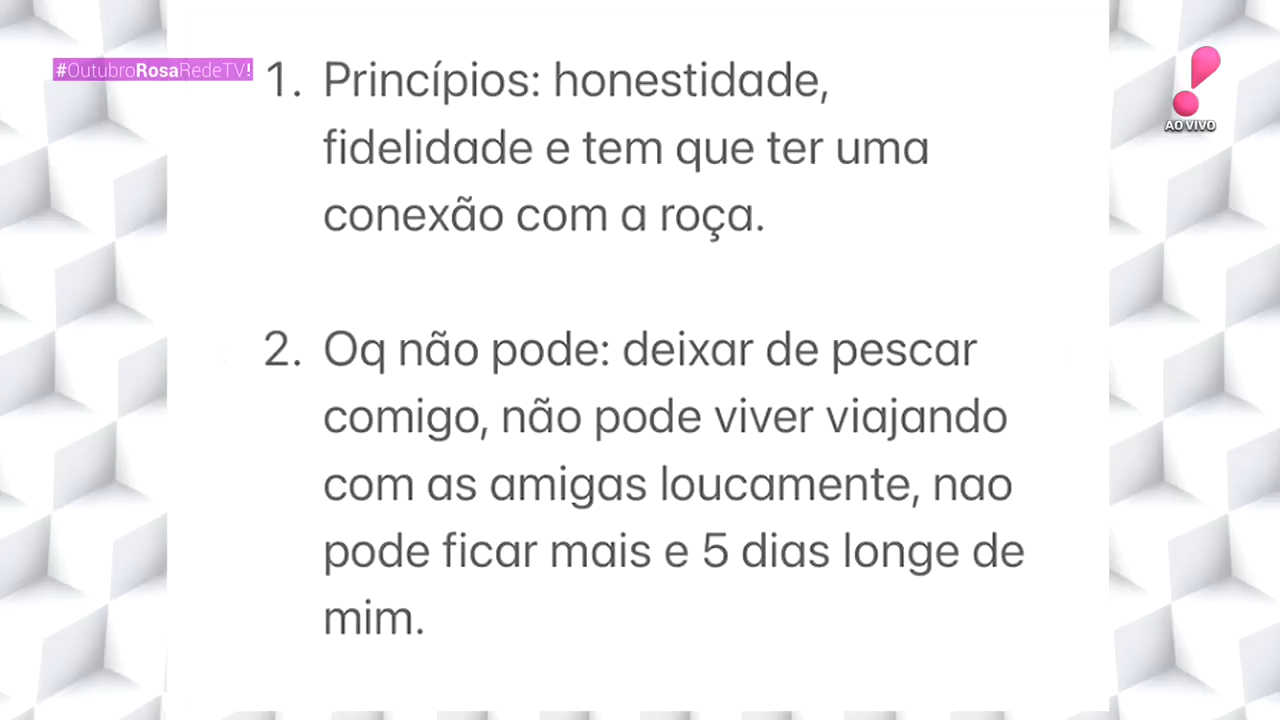 #OutubroRosaRedeTV!
1. Princípios: honestidade,
fidelidade e tem que ter uma
conexão com a roça.
2. Oq não pode: deixar de pescar
comigo, não pode viver viajando
com as amigas loucamente, nao
pode ficar mais e 5 dias longe de
mim.
AO VIVO